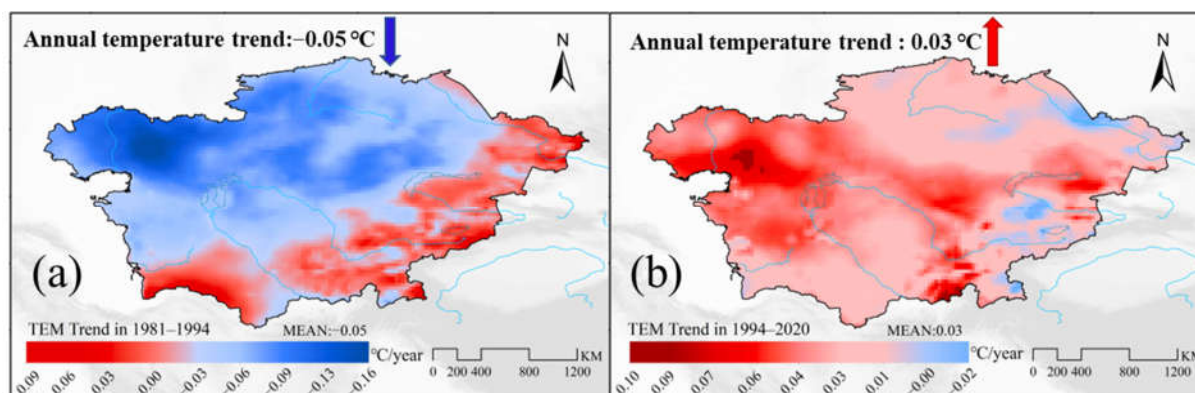 Annual temperature trend:−0.05 °C
N
(a)
TEM Trend in 1981–1994
MEAN:−0.05
°C/year
0.09 0.06 0.03 0.00 −0.03 −0.06 −0.09 −0.13 −0.16
KM
0 200 400 800 1200
Annual temperature trend : 0.03 °C
N
(b)
TEM Trend in 1994–2020
MEAN:0.03
°C/year
0.10 0.09 0.07 0.06 0.04 0.03 0.01 −0.00 −0.02
KM
0 200 400 800 1200